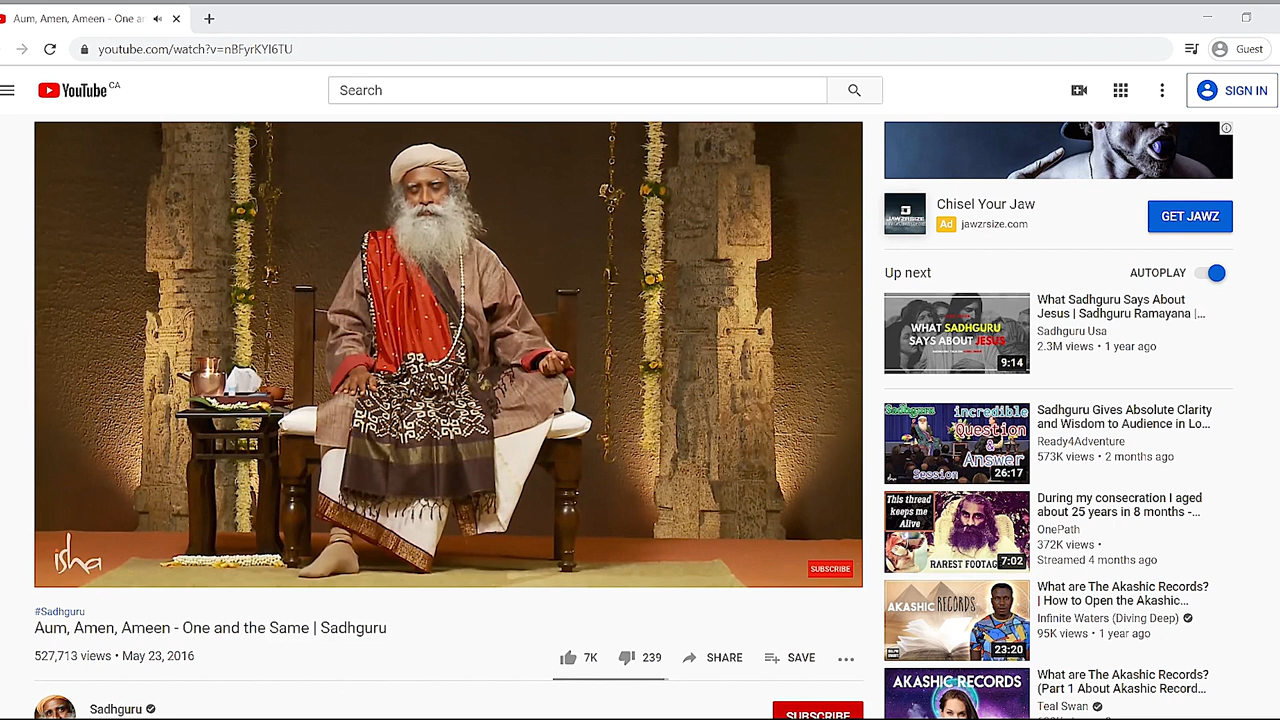 Aum, Amen, Ameen - One ar
youtube.com/watch?v=nBFyrKYI6TU
Guest
YouTube CA
Search
SIGN IN
isha
SUBSCRIBE
#Sadhguru
Aum, Amen, Ameen - One and the Same | Sadhguru
527,713 views • May 23, 2016
7K
239
SHARE
SAVE
Sadhguru
SUBSCRIBE
JAWZRSIZE
Chisel Your Jaw
Ad jawzrsize.com
GET JAWZ
Up next
AUTOPLAY
WHAT SADHGURU
SAYS ABOUT JESUS
9:14
What Sadhguru Says About
Jesus | Sadhguru Ramayana |...
Sadhguru Usa
2.3M views • 1 year ago
Sadhguru
incredible
Question
&
Answer
Session
26:17
Sadhguru Gives Absolute Clarity
and Wisdom to Audience in Lo...
Ready4Adventure
573K views • 2 months ago
This thread
keeps me
Alive
RAREST FOOTAG
7:02
During my consecration I aged
about 25 years in 8 months -...
OnePath
372K views •
Streamed 4 months ago
AKASHIC RECORDS
23:20
What are The Akashic Records?
| How to Open the Akashic...
Infinite Waters (Diving Deep)
95K views • 1 year ago
AKASHIC RECORDS
What are The Akashic Records?
(Part 1 About Akashic Record...
Teal Swan